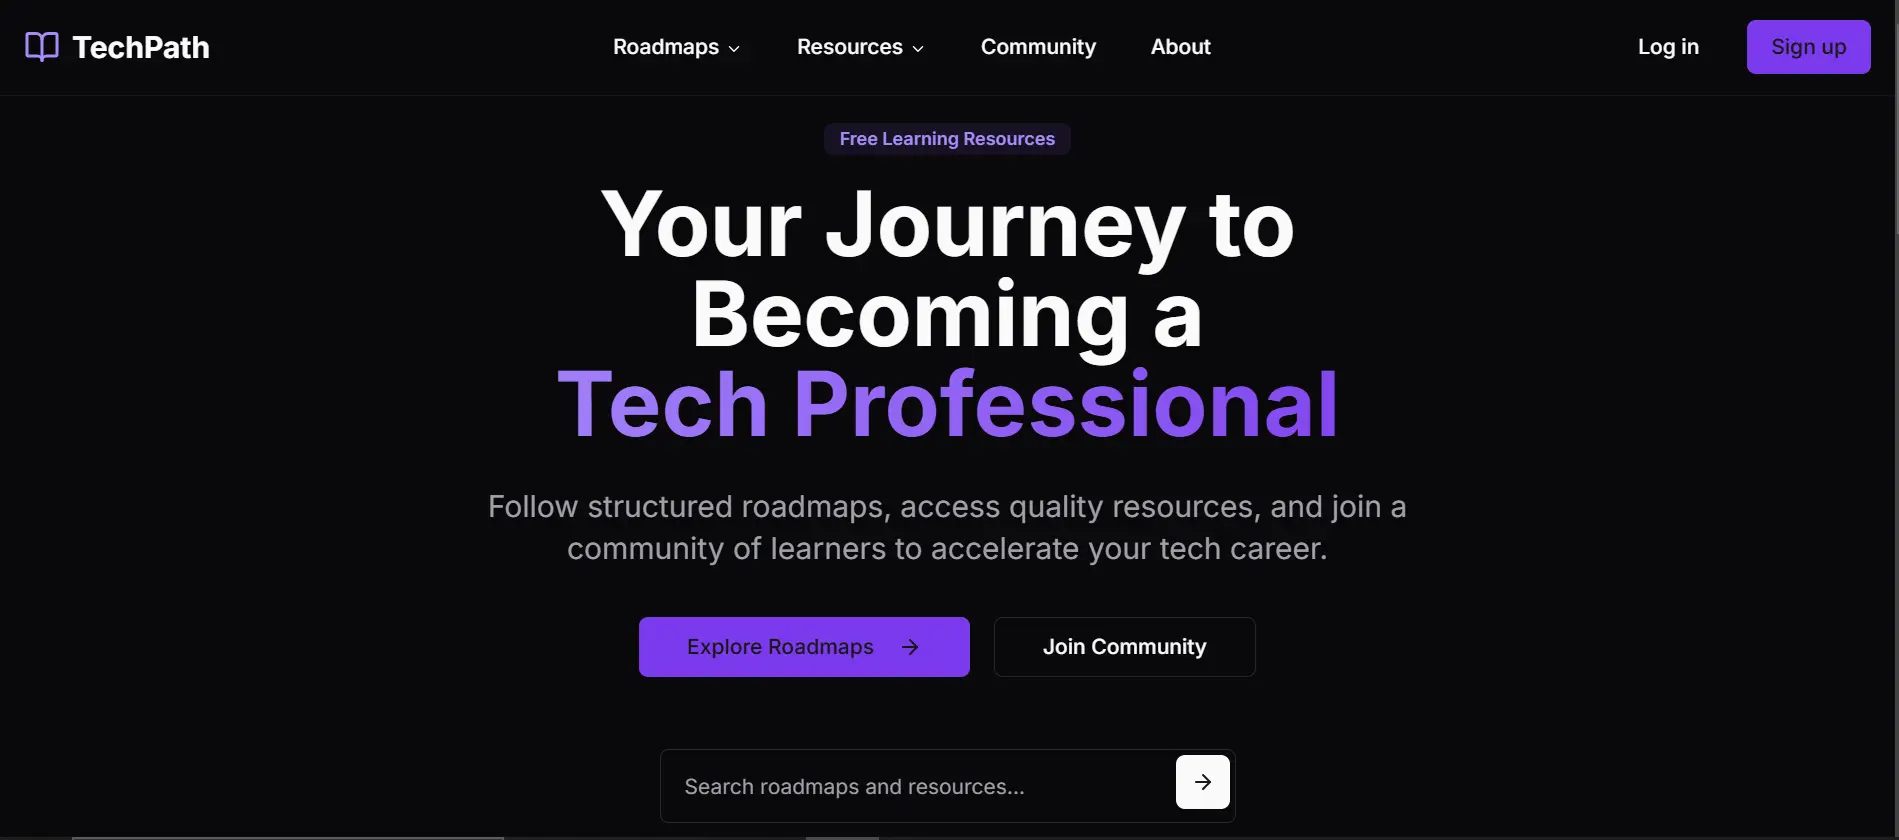 TechPath
Roadmaps
Resources
Community
About
Log in
Sign up
Free Learning Resources
Your Journey to
Becoming a
Tech Professional
Follow structured roadmaps, access quality resources, and join a
community of learners to accelerate your tech career.
Explore Roadmaps
Join Community
Search roadmaps and resources...